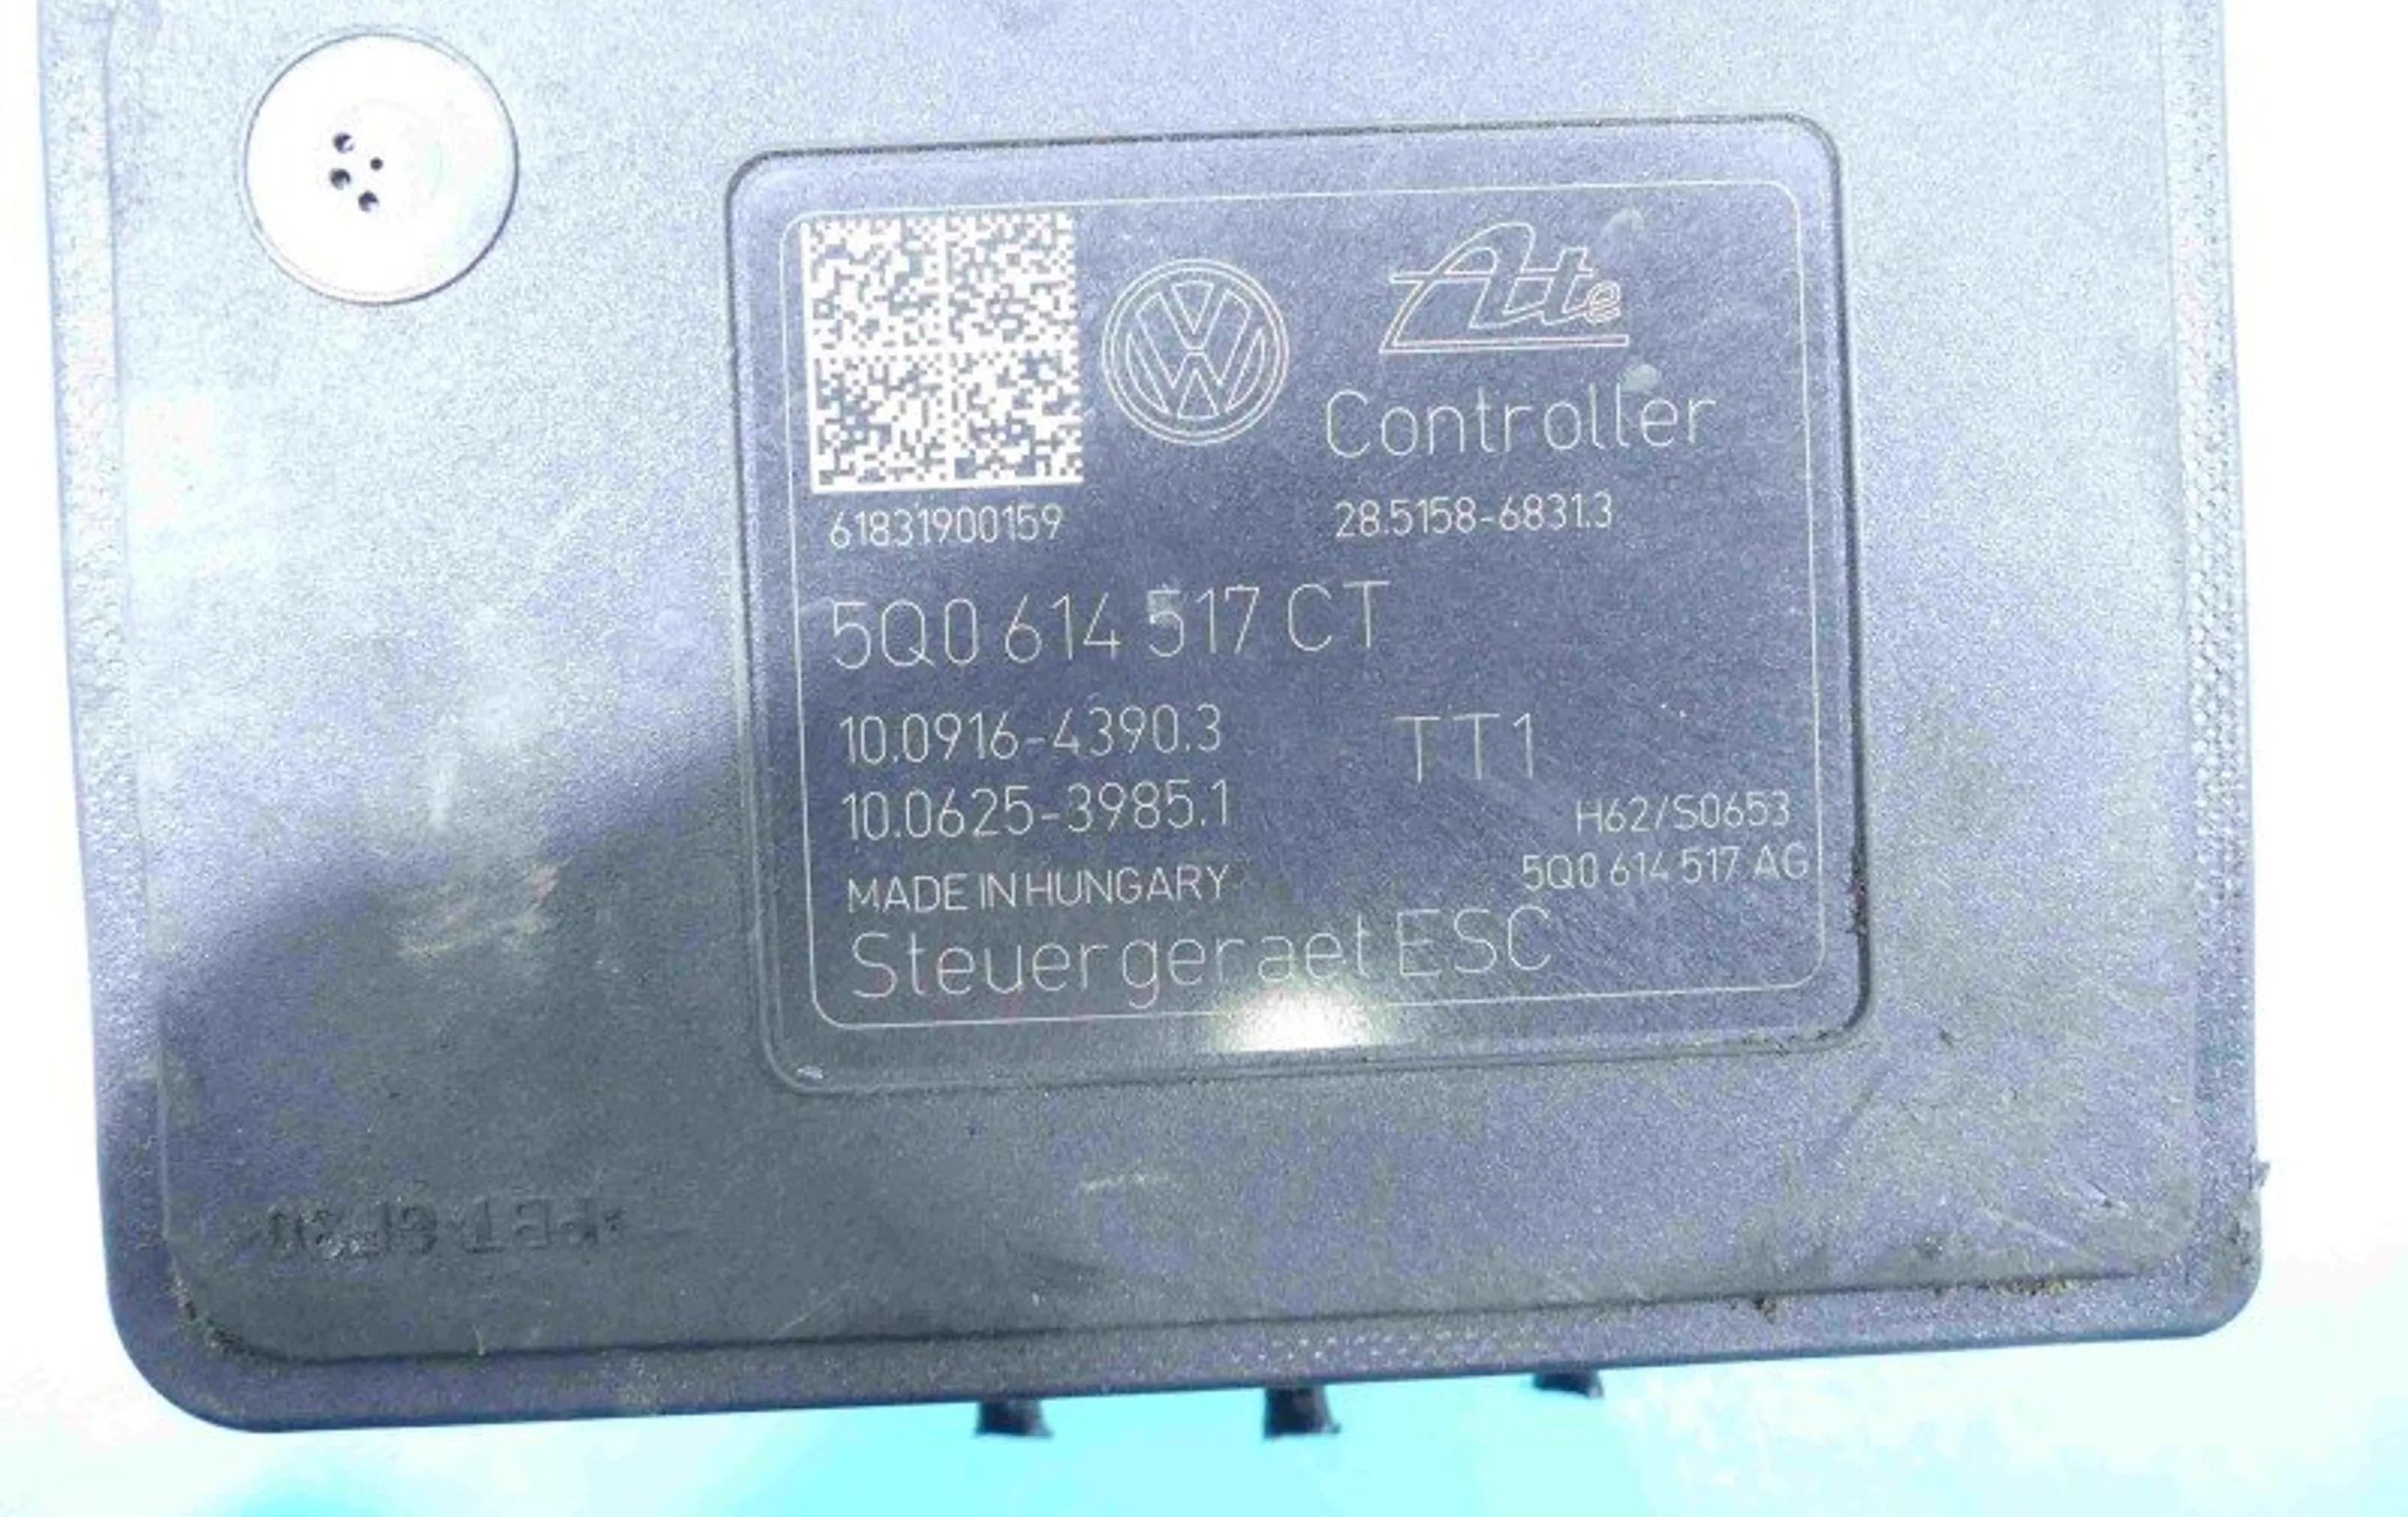 Ate
Controller
61831900159
28.5158-6831.3
5Q0 614 517 CT
10.0916-4390.3
TT1
10.0625-3985.1
H62/S0653
5Q0 614 517 AG
MADE IN HUNGARY
Steuergeraet ESC